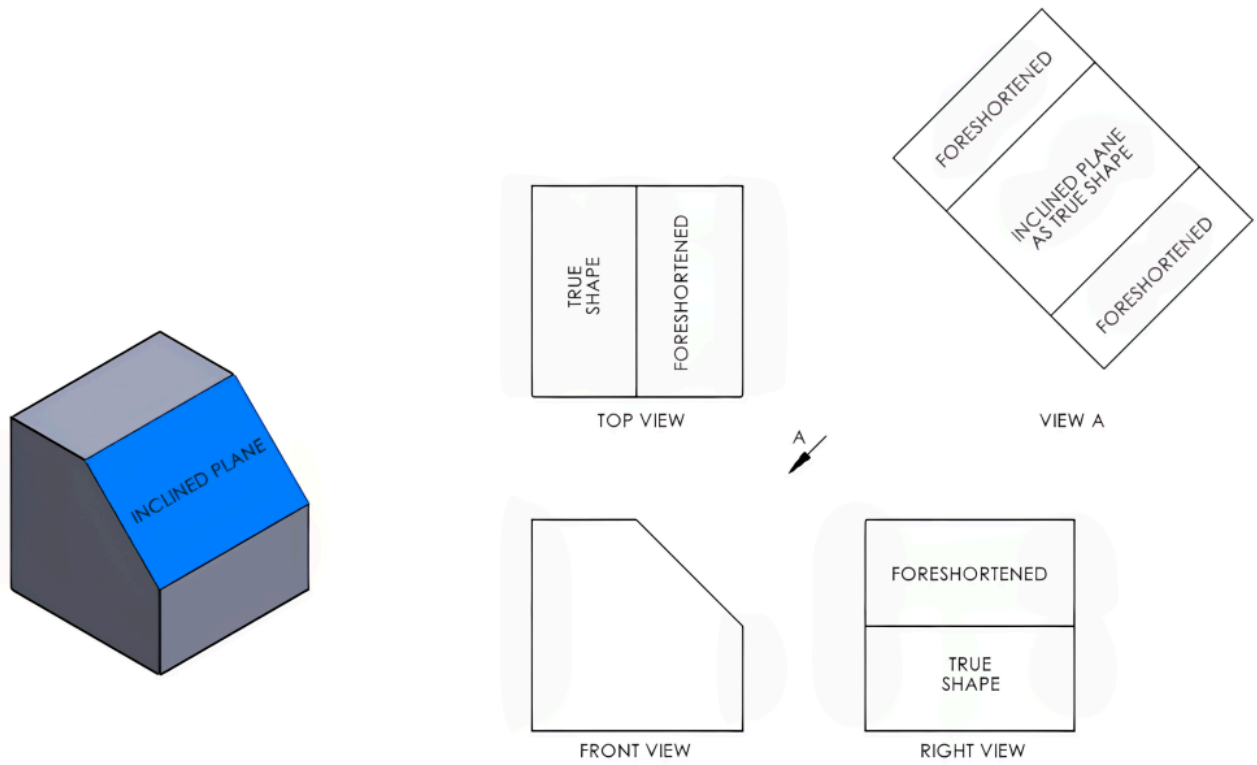 INCLINED PLANE
TRUE
SHAPE
FORESHORTENED
TOP VIEW
FORESHORTENED
INCLINED PLANE
AS TRUE SHAPE
FORESHORTENED
VIEW A
A
FRONT VIEW
FORESHORTENED
TRUE
SHAPE
RIGHT VIEW